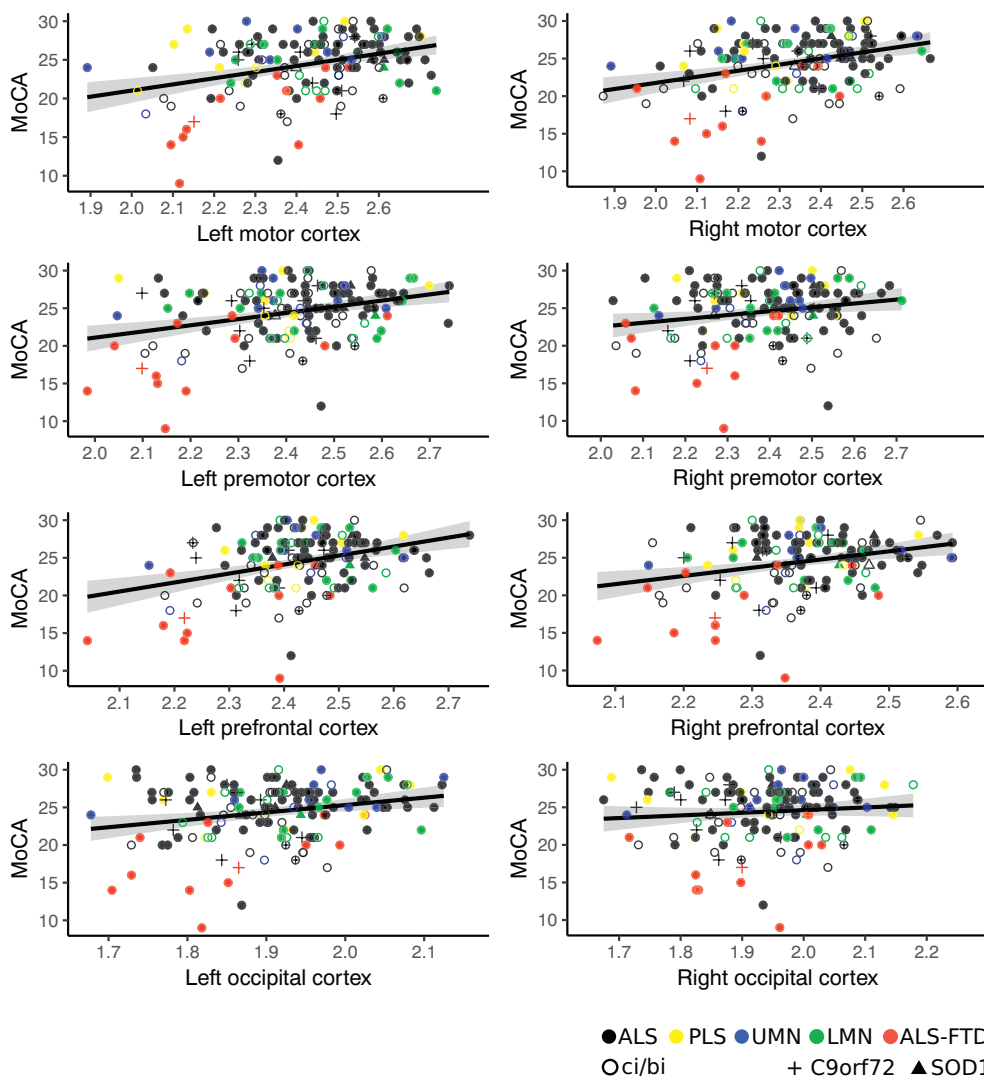 30
25
20
15
10
MoCA
1.9 2.0 2.1 2.2 2.3 2.4 2.5 2.6
Left motor cortex
30
25
20
15
10
MoCA
1.9 2.0 2.1 2.2 2.3 2.4 2.5 2.6
Right motor cortex
30
25
20
15
10
MoCA
2.0 2.1 2.2 2.3 2.4 2.5 2.6 2.7
Left premotor cortex
30
25
20
15
10
MoCA
2.0 2.1 2.2 2.3 2.4 2.5 2.6 2.7
Right premotor cortex
30
25
20
15
10
MoCA
2.1 2.2 2.3 2.4 2.5 2.6 2.7
Left prefrontal cortex
30
25
20
15
10
MoCA
2.1 2.2 2.3 2.4 2.5 2.6
Right prefrontal cortex
30
25
20
15
10
MoCA
1.7 1.8 1.9 2.0 2.1
Left occipital cortex
30
25
20
15
10
MoCA
1.7 1.8 1.9 2.0 2.1 2.2
Right occipital cortex
ALS PLS UMN LMN ALS-FTD
ci/bi C9orf72 SOD1